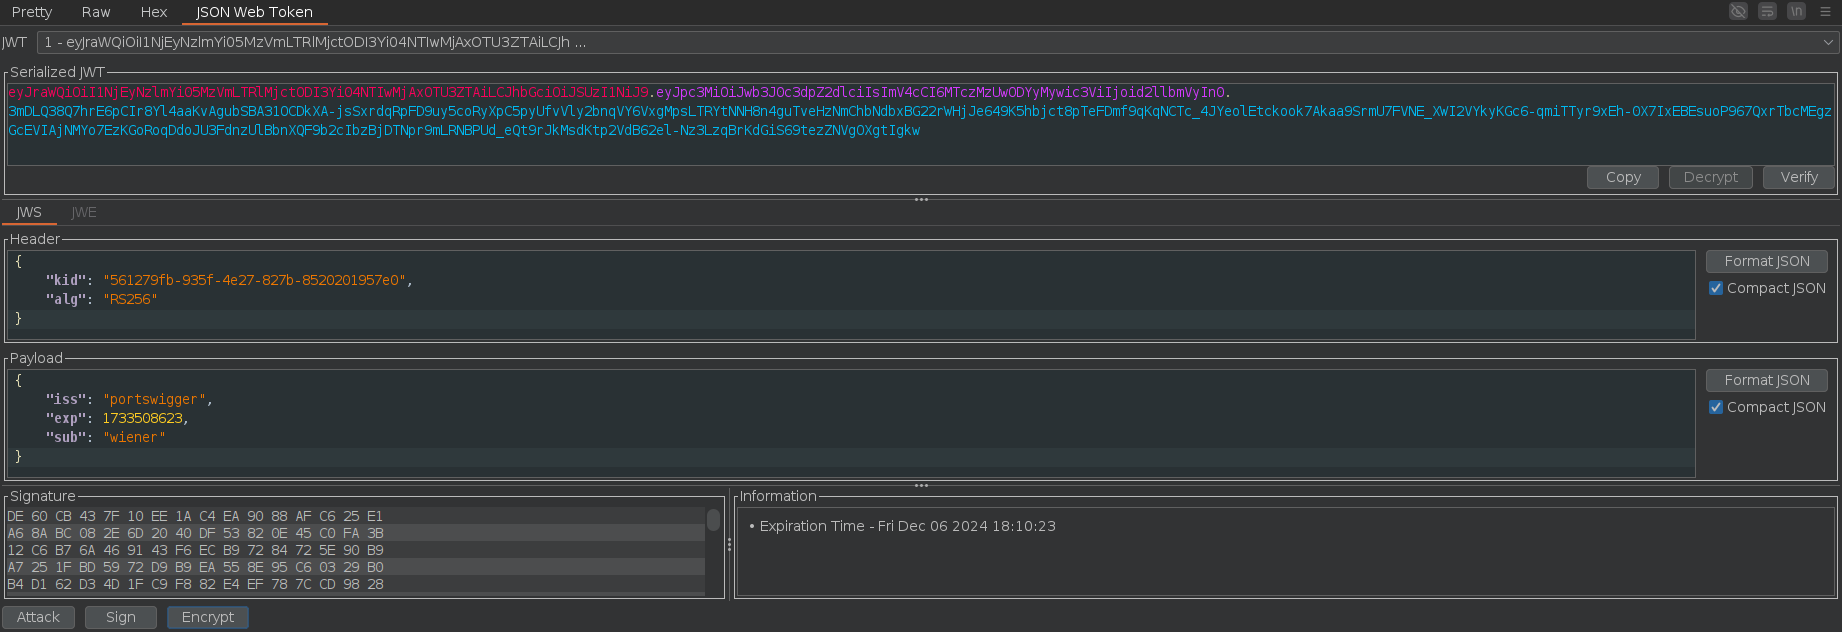 Pretty Raw Hex JSON Web Token \n
JWT 1 - eyJraWQiOiI1NjEyNzlmYi05MzVmLTRlMjctODI3Yi04NTIwMjAxOTU3ZTAiLCJh ...
Serialized JWT
eyJraWQiOiI1NjEyNzlmYi05MzVmLTRlMjctODI3Yi04NTIwMjAxOTU3ZTAiLCJhbGciOiJSUzI1NiJ9.eyJpc3MiOiJwb3J0c3dpZ2dlciIsImV4cCI6MTczMzUwODYyMywic3ViIjoid2llbmVyIn0.
3mDLQ38Q7hrE6pCIr8Yl4aaKvAgubSBA31OCDkXA-jsSxrdqRpFD9uy5coRyXpC5pyUfvVly2bnqVY6VxgMpsLTRYtNNH8n4guTveHzNmChbNdbxBG22rWHjJe649K5hbjct8pTeFDmf9qKqNCTc_4JYeolEtckook7Akaa9SrmU7FVNE_XWI2VYkyKGc6-qmiTTyr9xEh-OX7IxEBEsuoP967QxrTbcMEgz
GcEVIAjNMYo7EzKGoRoqDdoJU3FdnzUlBbnXQF9b2cIbzBjDTNpr9mLRNBPUd_eQt9rJkMsdKtp2VdB62el-Nz3LzqBrKdGiS69tezZNVgOXgtIgkw
Copy Decrypt Verify
JWS JWE
Header
{
"kid": "561279fb-935f-4e27-827b-8520201957e0",
"alg": "RS256"
}
Format JSON
Compact JSON
Payload
{
"iss": "portswigger",
"exp": 1733508623,
"sub": "wiener"
}
Format JSON
Compact JSON
Signature
DE 60 CB 43 7F 10 EE 1A C4 EA 90 88 AF C6 25 E1
A6 8A BC 08 2E 6D 20 40 DF 53 82 0E 45 C0 FA 3B
12 C6 B7 6A 46 91 43 F6 EC B9 72 84 72 5E 90 B9
A7 25 1F BD 59 72 D9 B9 EA 55 8E 95 C6 03 29 B0
B4 D1 62 D3 4D 1F C9 F8 82 E4 EF 78 7C CD 98 28
Information
• Expiration Time - Fri Dec 06 2024 18:10:23
Attack Sign Encrypt